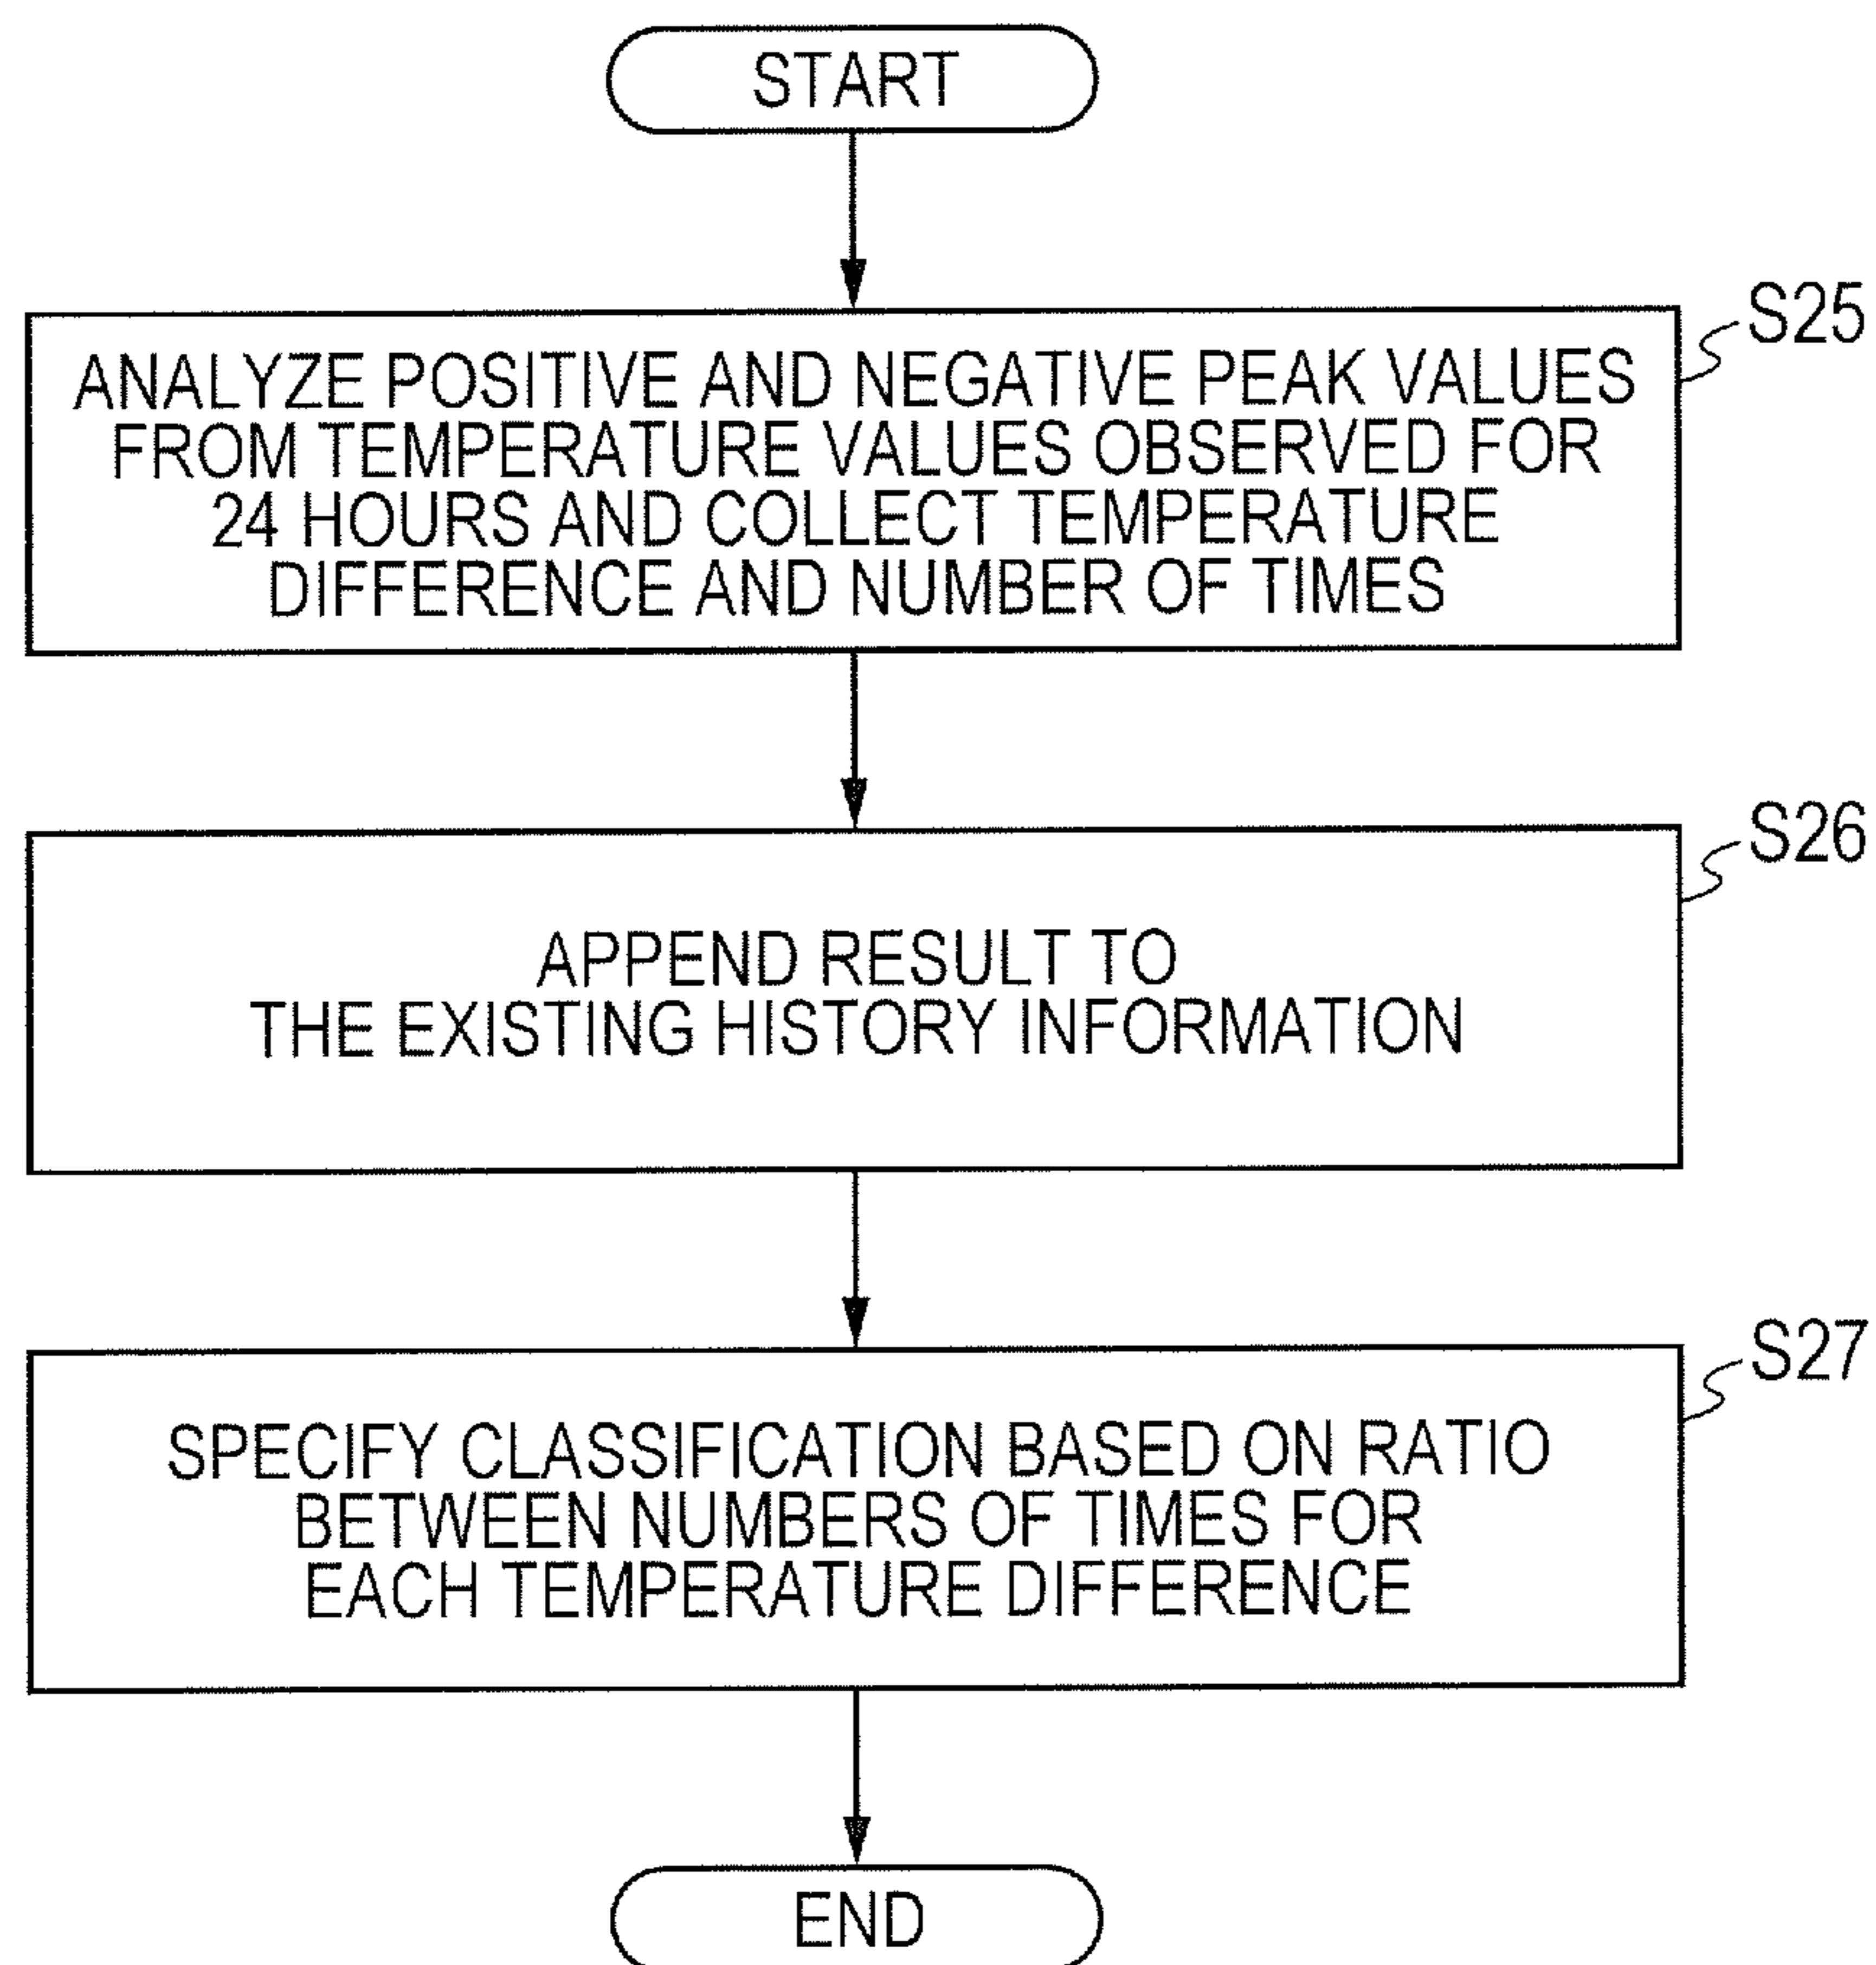 START
S25
ANALYZE POSITIVE AND NEGATIVE PEAK VALUES
FROM TEMPERATURE VALUES OBSERVED FOR
24 HOURS AND COLLECT TEMPERATURE
DIFFERENCE AND NUMBER OF TIMES
S26
APPEND RESULT TO
THE EXISTING HISTORY INFORMATION
S27
SPECIFY CLASSIFICATION BASED ON RATIO
BETWEEN NUMBERS OF TIMES FOR
EACH TEMPERATURE DIFFERENCE
END